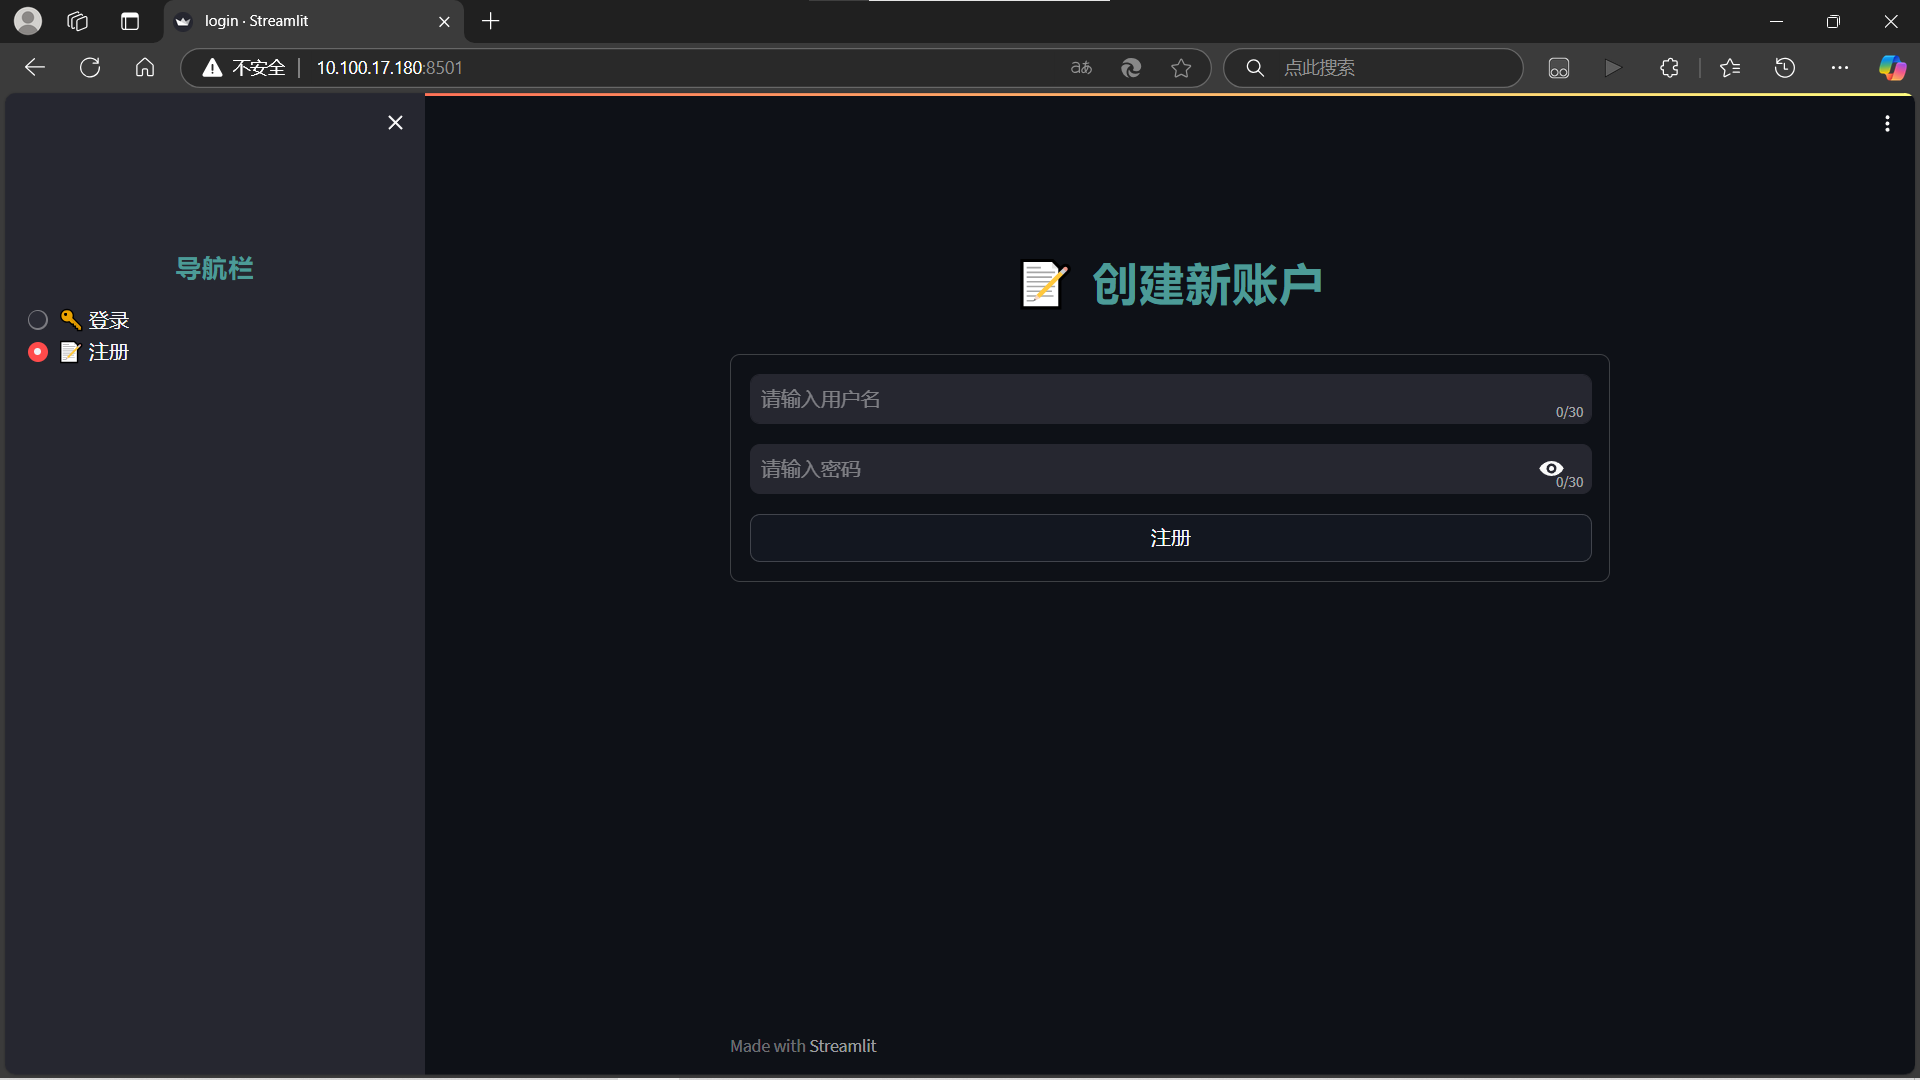 login · Streamlit
不安全
10.100.17.180:8501
点此搜索
导航栏
登录
注册
创建新账户
请输入用户名
0/30
请输入密码
0/30
注册
Made with Streamlit